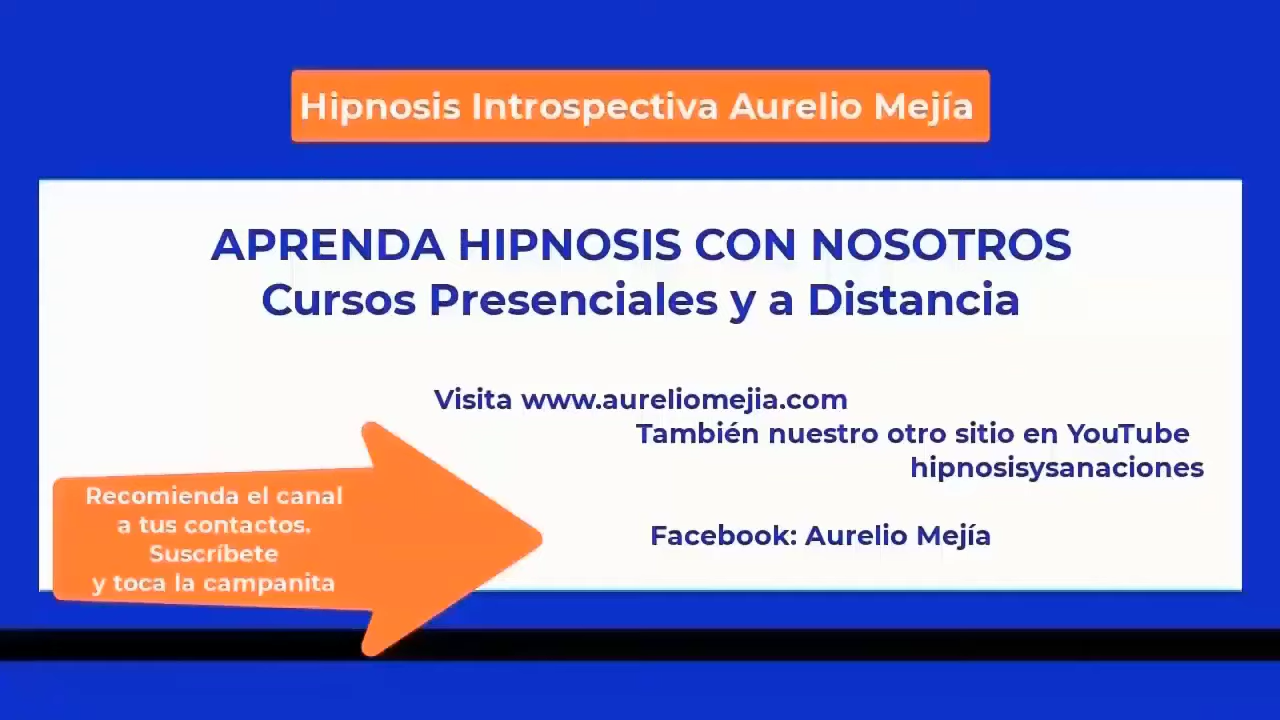 Hipnosis Introspectiva Aurelio Mejía
APRENDA HIPNOSIS CON NOSOTROS
Cursos Presenciales y a Distancia
Visita www.aureliomejia.com
También nuestro otro sitio en YouTube
hipnosisysanaciones
Facebook: Aurelio Mejía
Recomienda el canal
a tus contactos.
Suscríbete
y toca la campanita